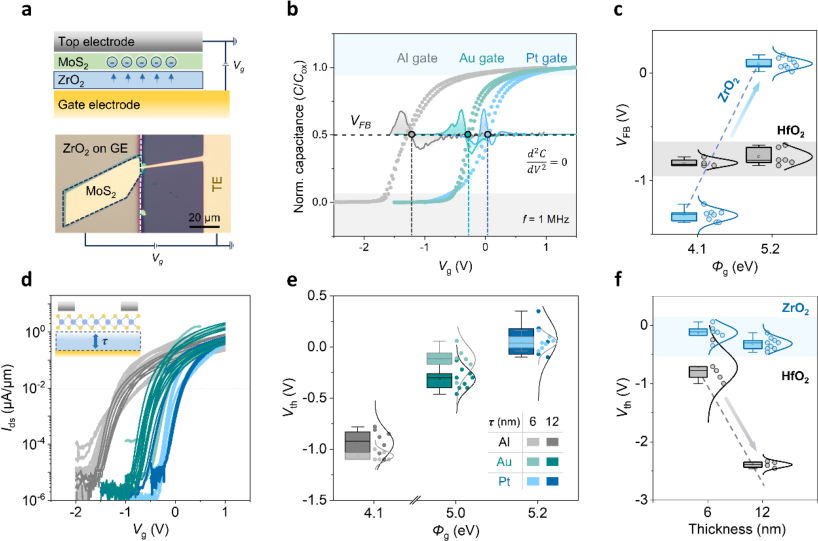 a
Top electrode
MoS2
ZrO2
Gate electrode
Vg
ZrO2 on GE
MoS2
TE
20 μm
Vg
b
Al gate
Au gate
Pt gate
VFB
d²C
dV² = 0
f = 1 MHz
1.0
0.5
0.0
Norm. capacitance (C/Cox)
-2
-1
0
1
Vg (V)
c
ZrO2
HfO2
0
-1
VFB (V)
4.1
5.2
Φg (eV)
d
τ
10^0
10^-2
10^-4
10^-6
Ids (μA/μm)
-2
-1
0
1
Vg (V)
e
0.5
0.0
-0.5
-1.0
-1.5
Vth (V)
τ (nm) 6 12
Al
Au
Pt
4.1
5.0
5.2
Φg (eV)
f
ZrO2
HfO2
0
-1
-2
-3
Vth (V)
6
12
Thickness (nm)